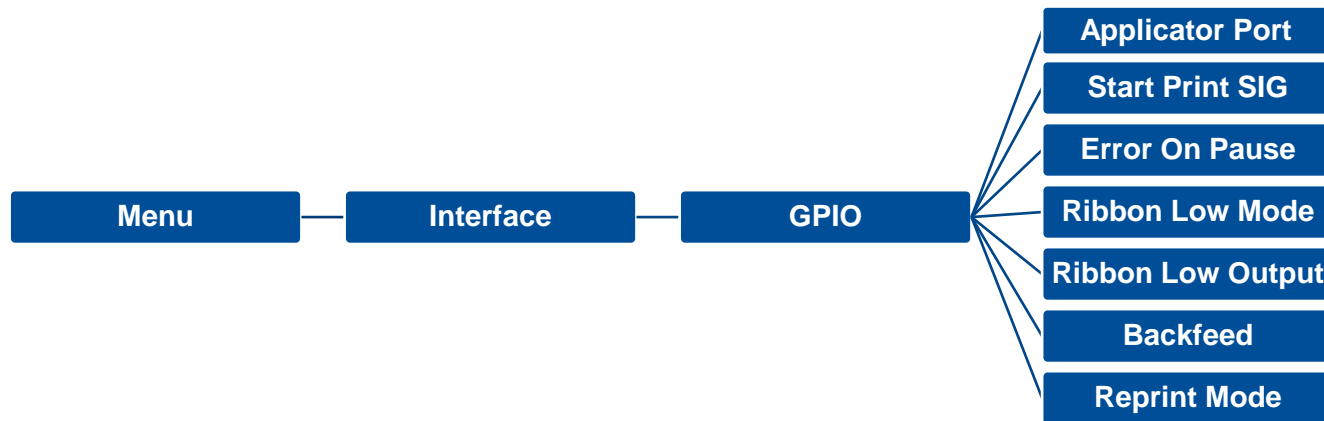 Menu
Interface
GPIO
Applicator Port
Start Print SIG
Error On Pause
Ribbon Low Mode
Ribbon Low Output
Backfeed
Reprint Mode